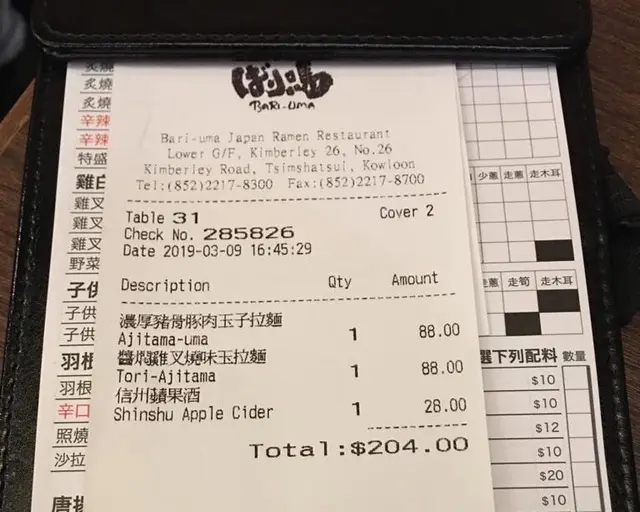 ばり馬
BARI-UMA
Bari-uma Japan Ramen Restaurant
Lower G/F, Kimberley 26, No.26
Kimberley Road, Tsimshatsui, Kowloon
Tel:(852)2217-8300 Fax:(852)2217-8700
Table 31 Cover 2
Check No. 285826
Date 2019-03-09 16:45:29
Description Qty Amount
濃厚豬骨豚肉玉子拉麵
Ajitama-uma 1 88.00
醬焗雞叉燒味玉拉麵
Tori-Ajitama 1 88.00
信州蘋果酒
Shinshu Apple Cider 1 28.00
Total:$204.00
炙燒
炙燒
炙燒
辛辣
辛辣
特盛
雞白
雞叉
雞叉
雞叉
野菜
子供
子供
子供
羽根
羽根
辛口
照燒
沙拉
唐揚
少蔥 走蔥 走木耳
走筍 走木耳
選下列配料 數量
$10
$10
$12
$10
$20
$10